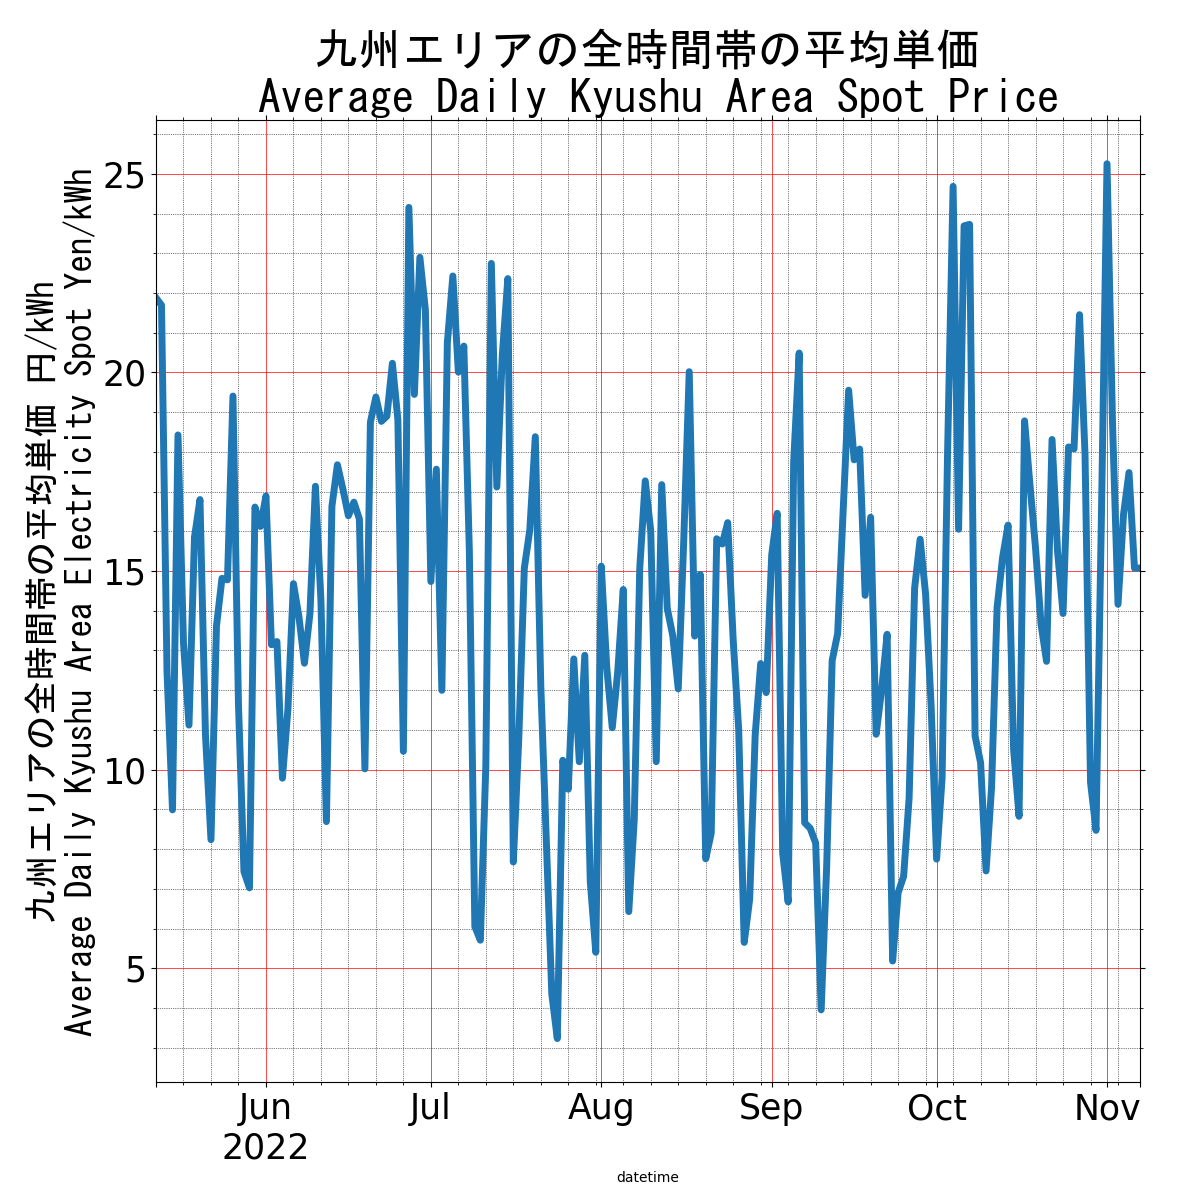 九州エリアの全時間帯の平均単価
Average Daily Kyushu Area Spot Price
九州エリアの全時間帯の平均単価 円/kWh
Average Daily Kyushu Area Electricity Spot Yen/kWh
25
20
15
10
5
Jun Jul Aug Sep Oct Nov
2022
datetime